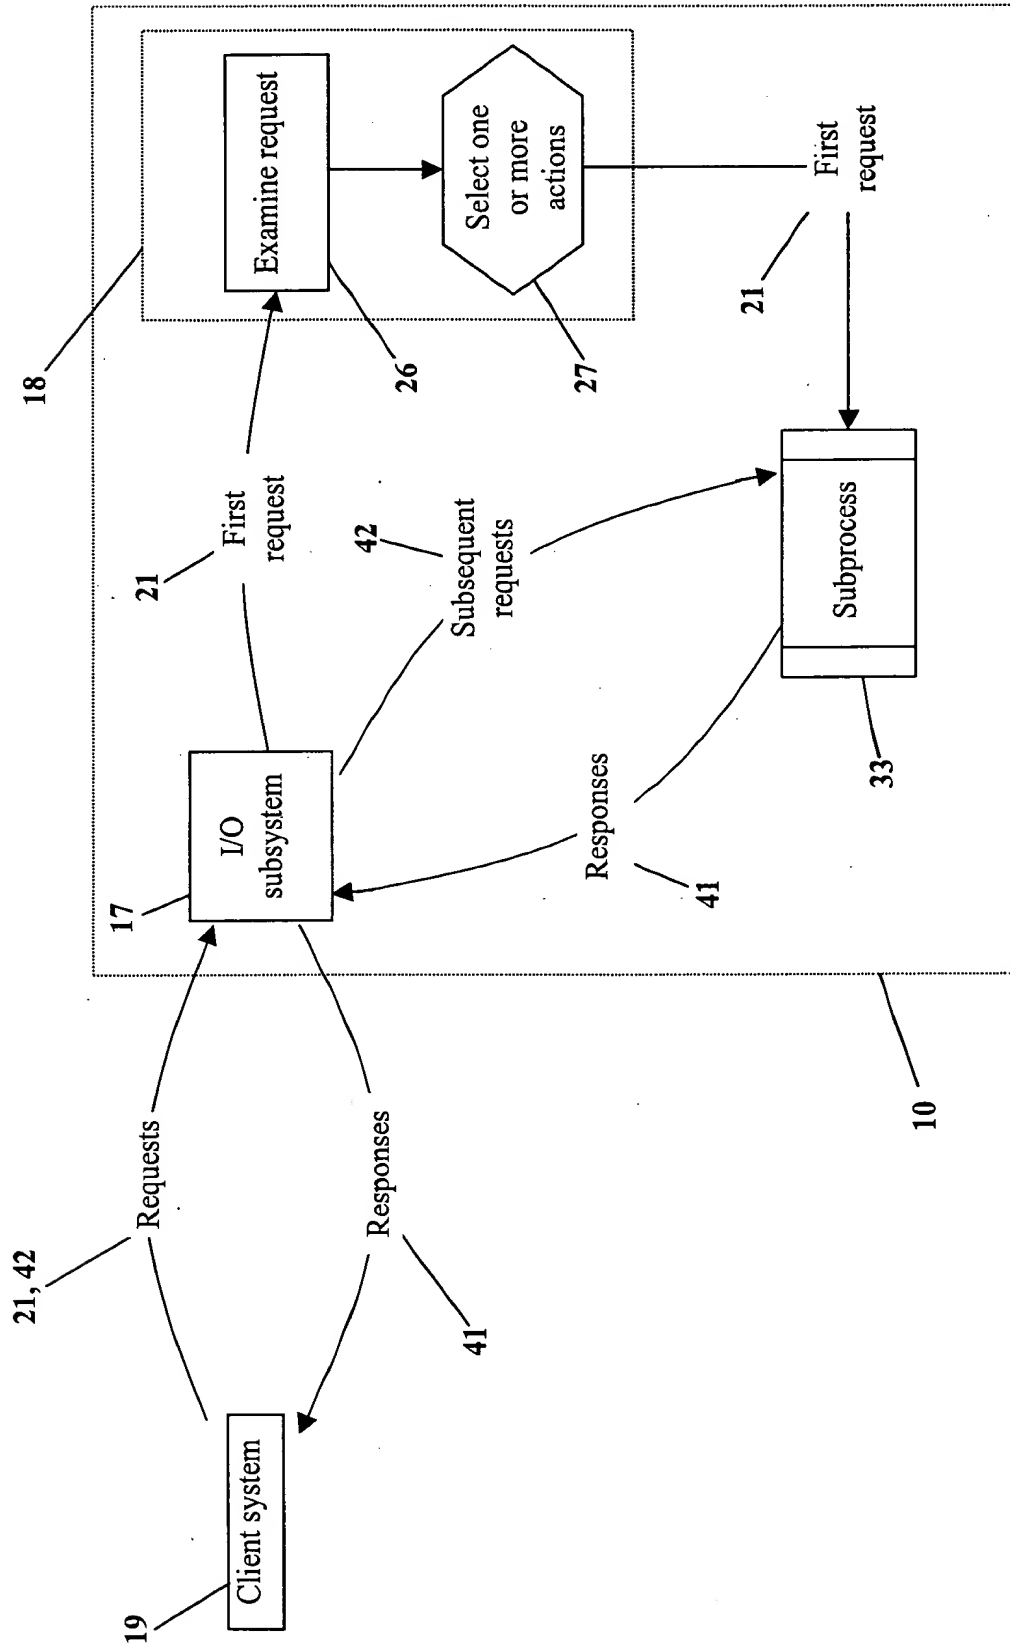 19
Client system
21, 42
Requests
Responses
41
17
I/O
subsystem
21
First
request
18
Examine request
26
Select one
or more
actions
27
21
First
request
42
Subsequent
requests
Responses
41
Subprocess
33
10